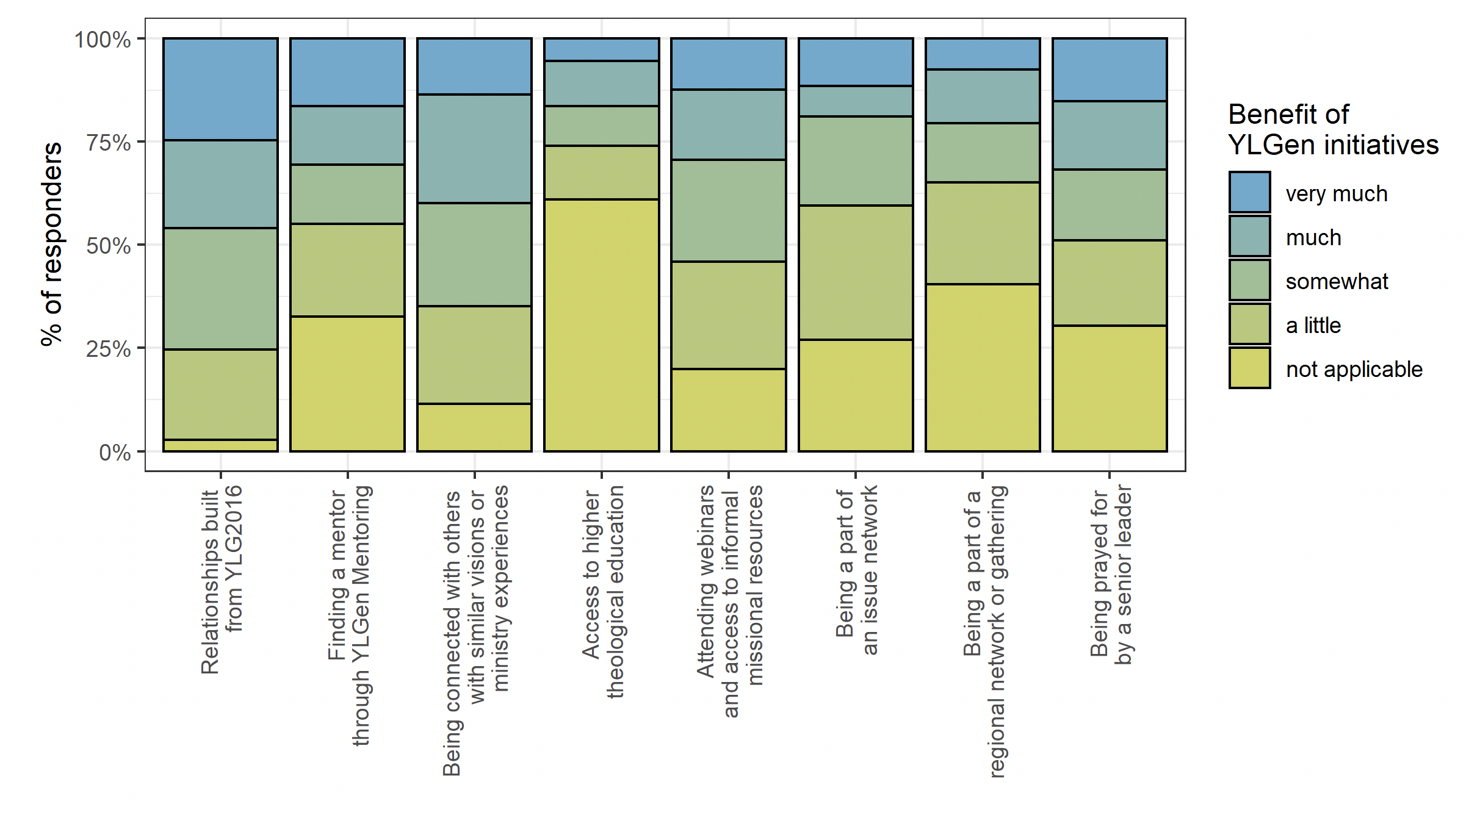 100%
75%
50%
25%
0%
% of responders
Relationships built
from YLG2016
Finding a mentor
through YLGen Mentoring
Being connected with others
with similar visions or
ministry experiences
Access to higher
theological education
Attending webinars
and access to informal
missional resources
Being a part of
an issue network
Being a part of a
regional network or gathering
Being prayed for
by a senior leader
Benefit of
YLGen initiatives
very much
much
somewhat
a little
not applicable